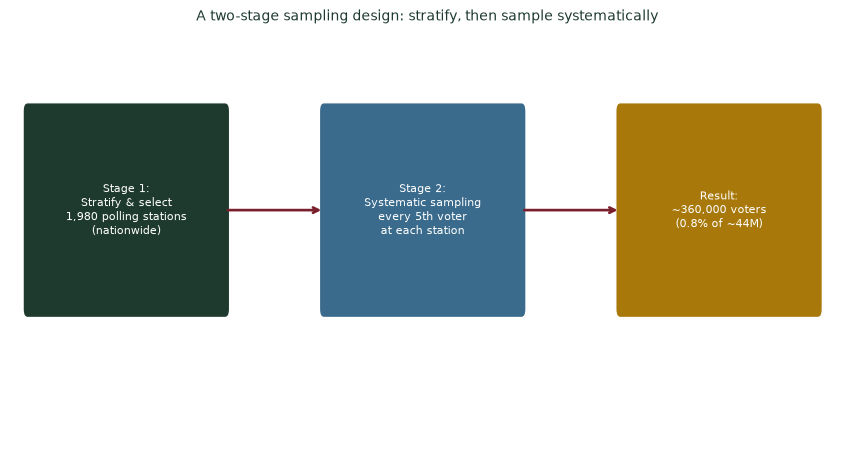 A two-stage sampling design: stratify, then sample systematically
Stage 1:
Stratify & select
1,980 polling stations
(nationwide)
Stage 2:
Systematic sampling
every 5th voter
at each station
Result:
~360,000 voters
(0.8% of ~44M)